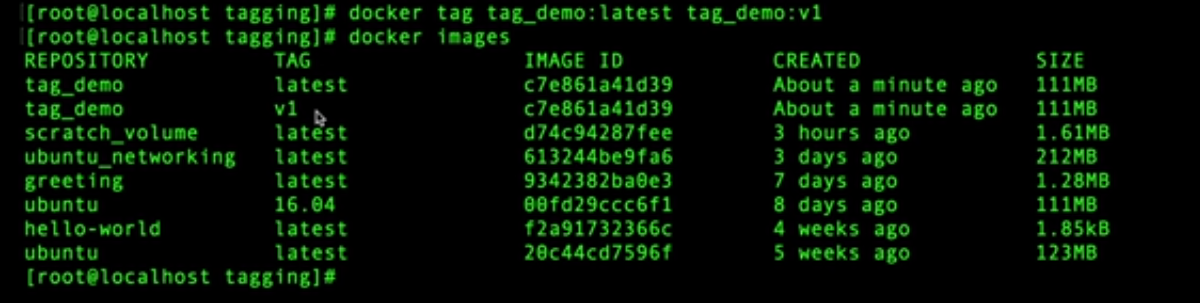 [root@localhost tagging]# docker tag tag_demo:latest tag_demo:v1
[root@localhost tagging]# docker images
REPOSITORY TAG IMAGE ID CREATED SIZE
tag_demo latest c7e861a41d39 About a minute ago 111MB
tag_demo v1 c7e861a41d39 About a minute ago 111MB
scratch_volume latest d74c94287fee 3 hours ago 1.61MB
ubuntu_networking latest 613244be9fa6 3 days ago 212MB
greeting latest 9342382ba0e3 7 days ago 1.28MB
ubuntu 16.04 00fd29ccc6f1 8 days ago 111MB
hello-world latest f2a91732366c 4 weeks ago 1.85kB
ubuntu latest 20c44cd7596f 5 weeks ago 123MB
[root@localhost tagging]#